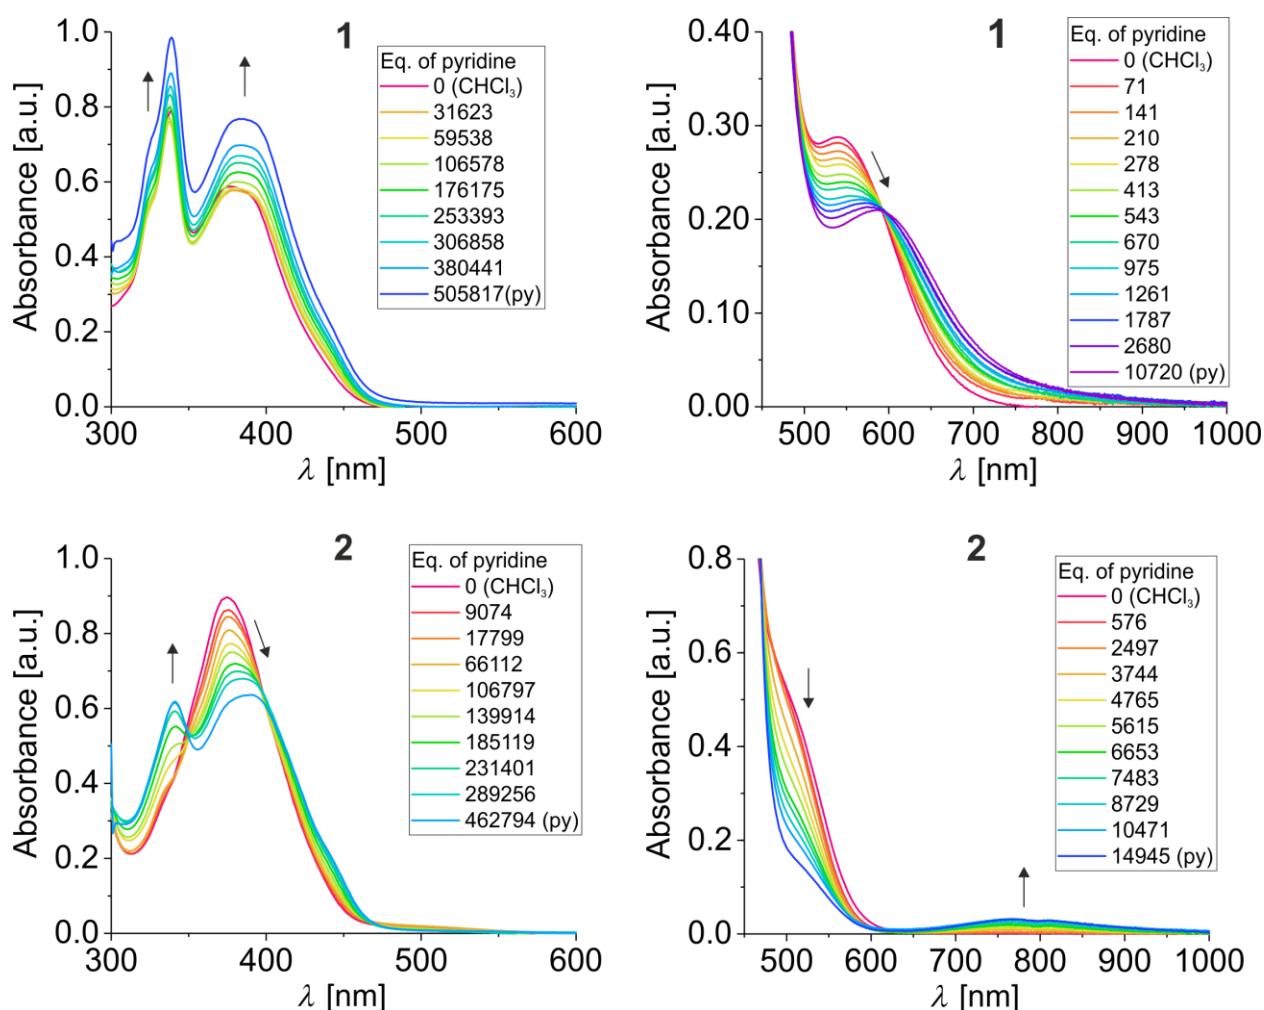 1
Eq. of pyridine
0 (CHCl₃)
31623
59538
106578
176175
253393
306858
380441
505817(py)
1.0
0.8
0.6
0.4
0.2
0.0
Absorbance [a.u.]
300 400 500 600
λ [nm]
1
Eq. of pyridine
0 (CHCl₃)
71
141
210
278
413
543
670
975
1261
1787
2680
10720 (py)
0.40
0.30
0.20
0.10
0.00
Absorbance [a.u.]
500 600 700 800 900 1000
λ [nm]
2
Eq. of pyridine
0 (CHCl₃)
9074
17799
66112
106797
139914
185119
231401
289256
462794 (py)
1.0
0.8
0.6
0.4
0.2
0.0
Absorbance [a.u.]
300 400 500 600
λ [nm]
2
Eq. of pyridine
0 (CHCl₃)
576
2497
3744
4765
5615
6653
7483
8729
10471
14945 (py)
0.8
0.6
0.4
0.2
0.0
Absorbance [a.u.]
500 600 700 800 900 1000
λ [nm]